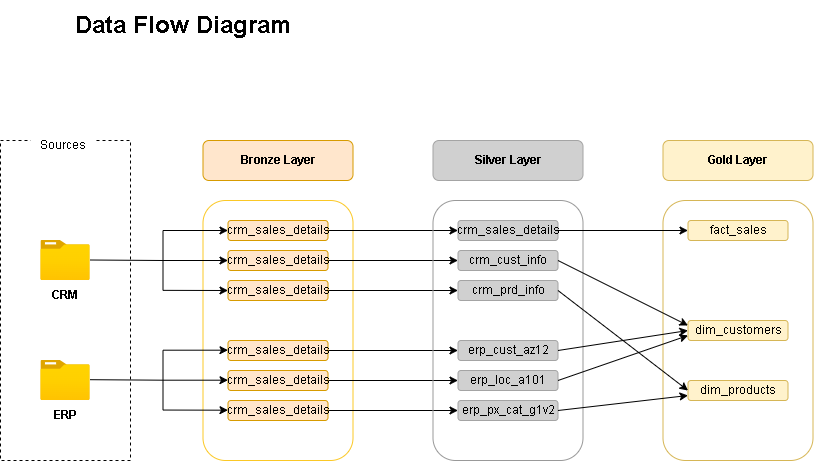 Data Flow Diagram
Sources
Bronze Layer
Silver Layer
Gold Layer
crm_sales_details
crm_sales_details
fact_sales
crm_sales_details
crm_cust_info
CRM
crm_sales_details
crm_prd_info
dim_customers
crm_sales_details
erp_cust_az12
crm_sales_details
erp_loc_a101
dim_products
ERP
crm_sales_details
erp_px_cat_g1v2